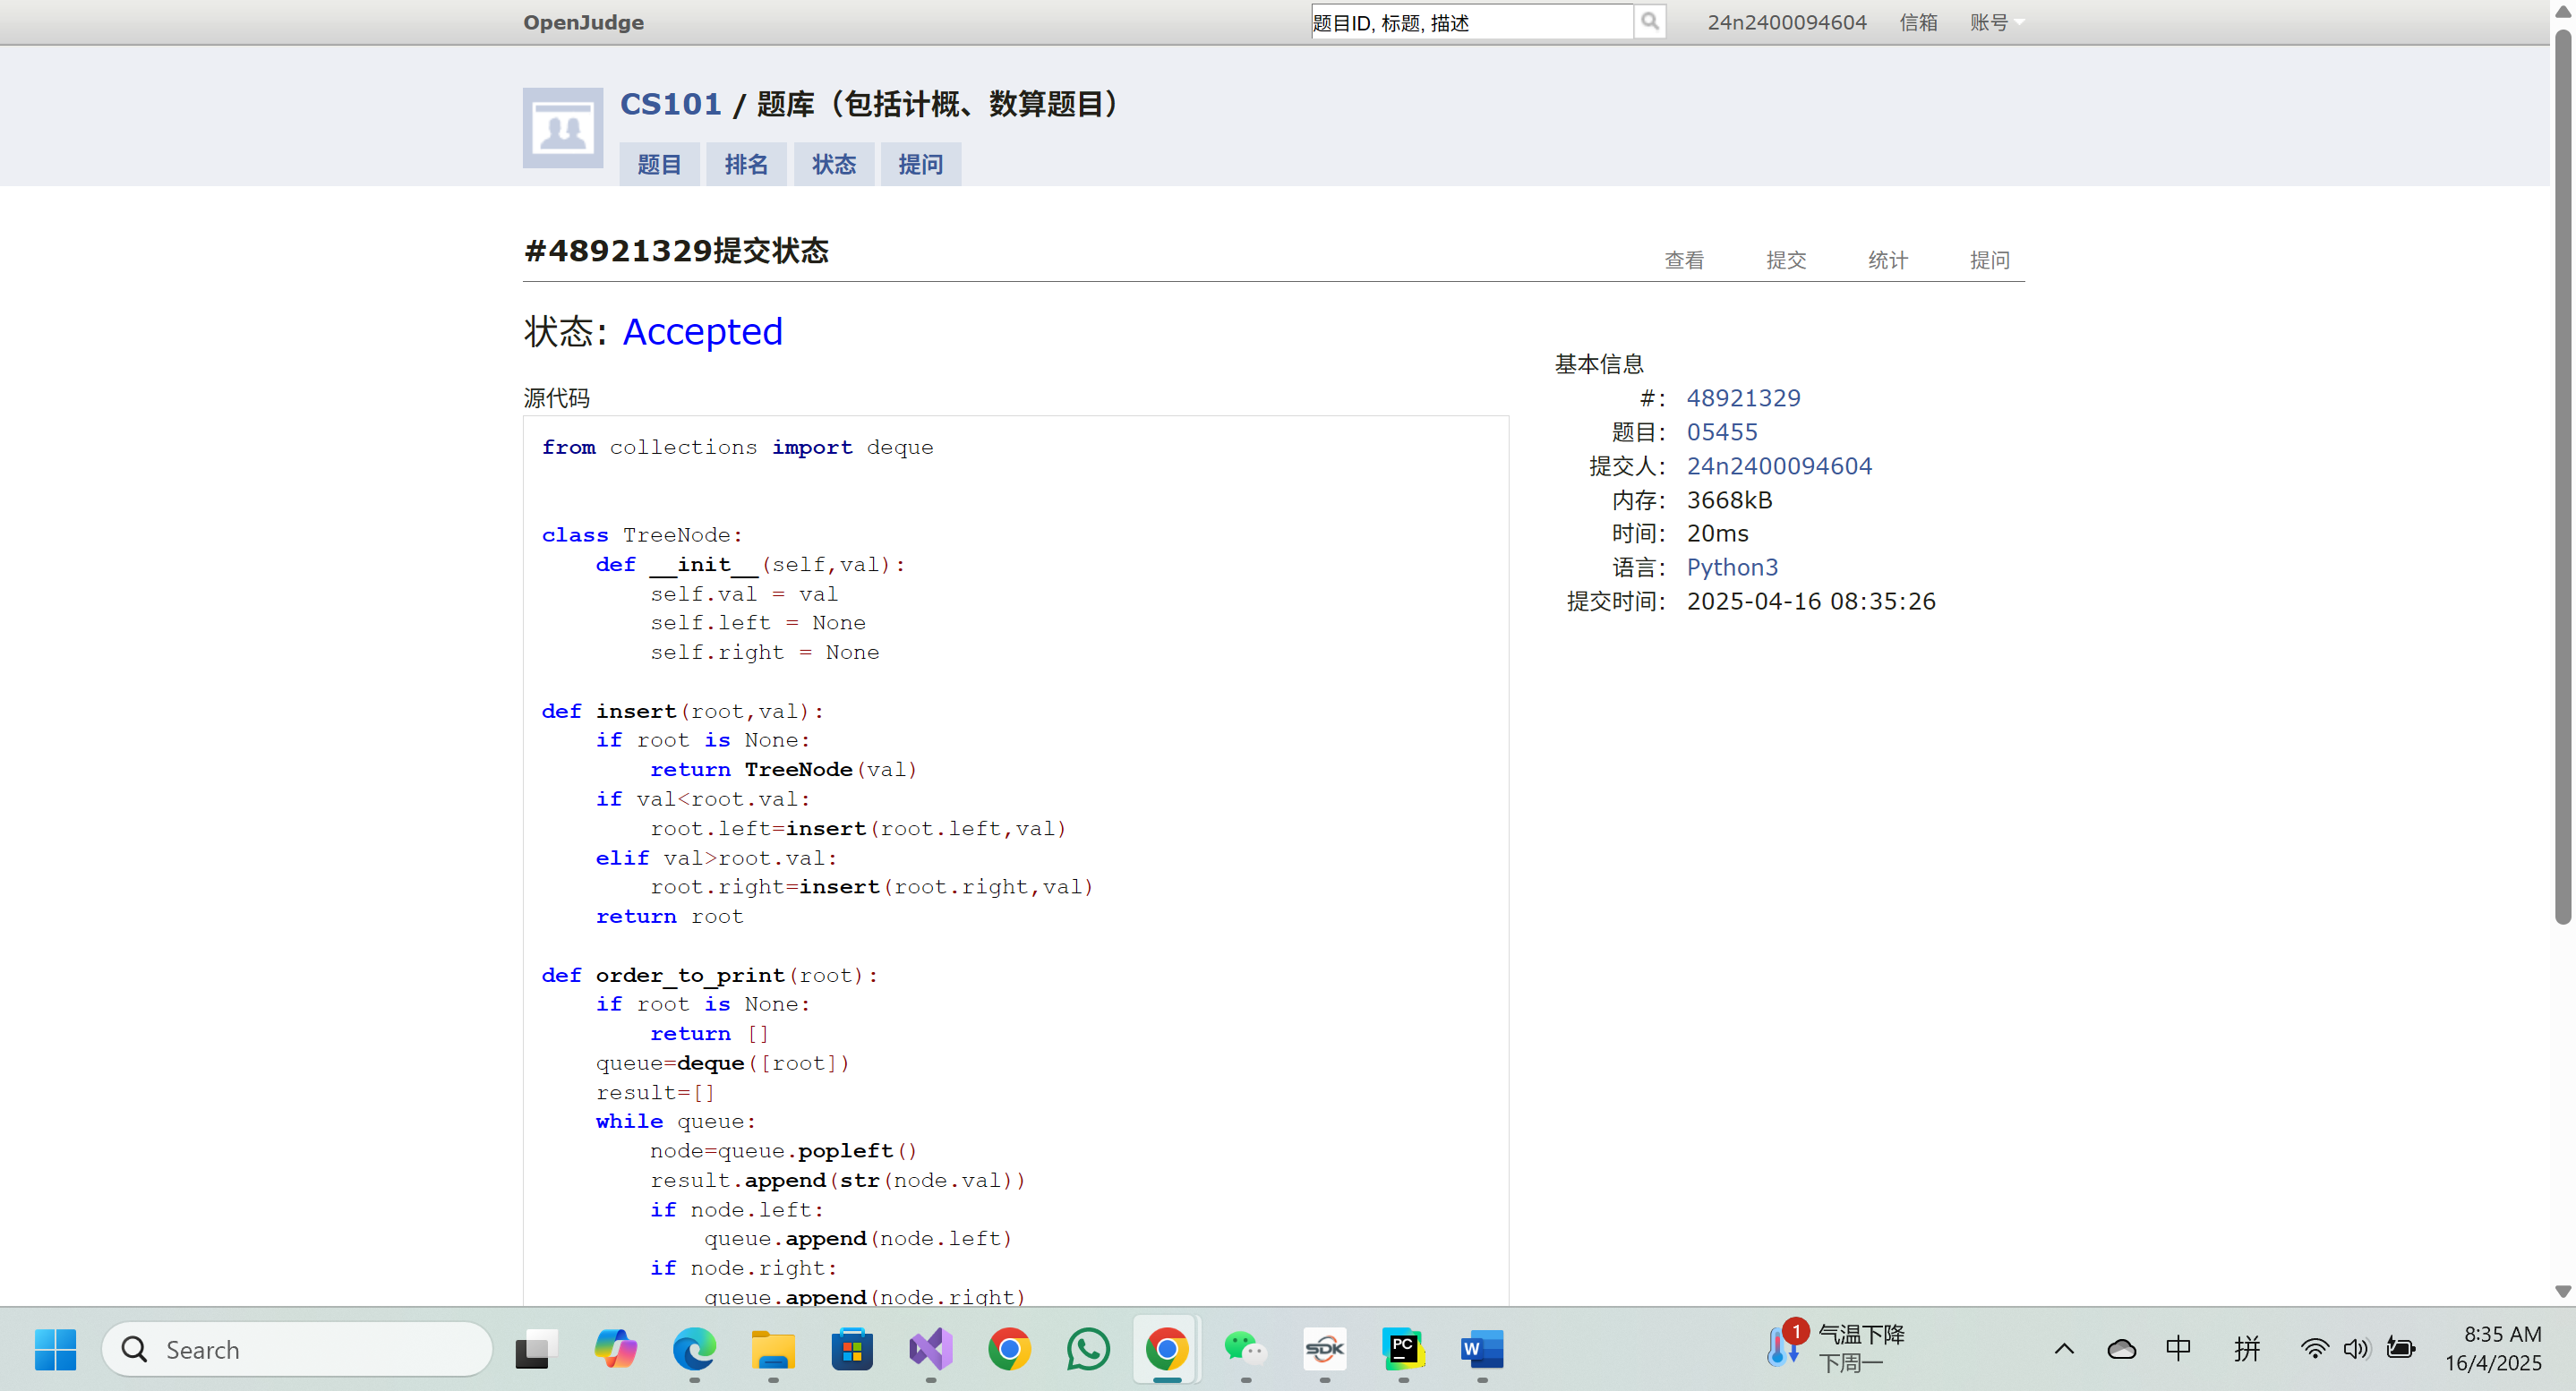 OpenJudge
题目ID, 标题, 描述
24n2400094604 信箱 账号
CS101 / 题库（包括计概、数算题目）
题目 排名 状态 提问
#48921329提交状态
查看 提交 统计 提问
状态: Accepted
基本信息
#: 48921329
题目: 05455
提交人: 24n2400094604
内存: 3668kB
时间: 20ms
语言: Python3
提交时间: 2025-04-16 08:35:26
源代码
from collections import deque
class TreeNode:
    def __init__(self,val):
        self.val = val
        self.left = None
        self.right = None
def insert(root,val):
    if root is None:
        return TreeNode(val)
    if val<root.val:
        root.left=insert(root.left,val)
    elif val>root.val:
        root.right=insert(root.right,val)
    return root
def order_to_print(root):
    if root is None:
        return []
    queue=deque([root])
    result=[]
    while queue:
        node=queue.popleft()
        result.append(str(node.val))
        if node.left:
            queue.append(node.left)
        if node.right:
            queue.append(node.right)
Search
SDK
PC
W
1
气温下降
下周一
中
拼
8:35 AM
16/4/2025